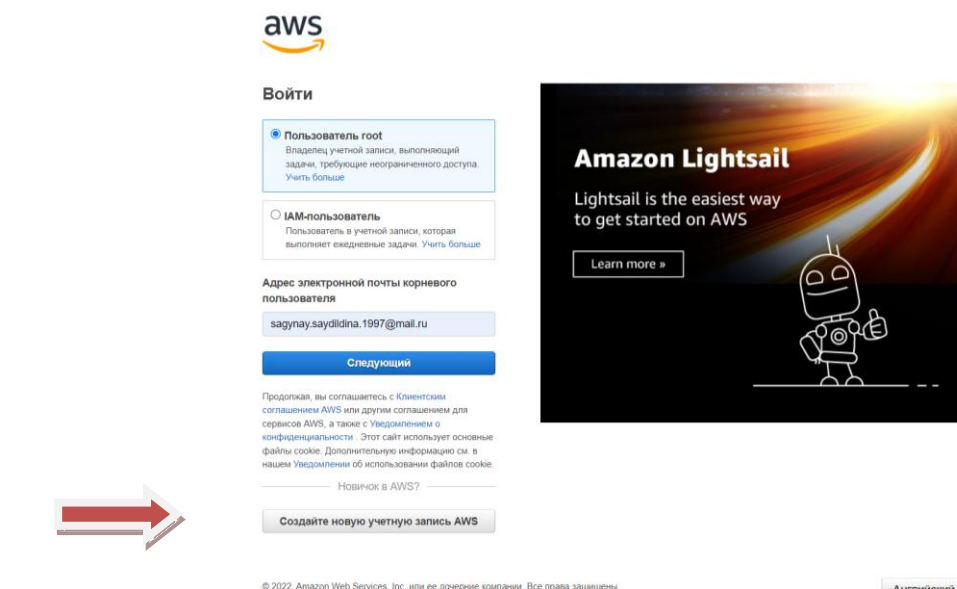 aws
Войти
Пользователь root
Владелец учетной записи, выполняющий
задачи, требующие неограниченного доступа.
Учить больше
IAM-пользователь
Пользователь в учетной записи, которая
выполняет ежедневные задачи. Учить больше
Адрес электронной почты корневого
пользователя
sagynay.saydildina.1997@mail.ru
Следующий
Продолжая, вы соглашаетесь с Клиентским
соглашением AWS или другим соглашением для
сервисов AWS, а также с Уведомлением о
конфиденциальности . Этот сайт использует основные
файлы cookie. Дополнительную информацию см. в
нашем Уведомлении об использовании файлов cookie.
Новичок в AWS?
Создайте новую учетную запись AWS
Amazon Lightsail
Lightsail is the easiest way
to get started on AWS
Learn more »
© 2022, Amazon Web Services, Inc. или ее дочерние компании. Все права защищены.
Английский